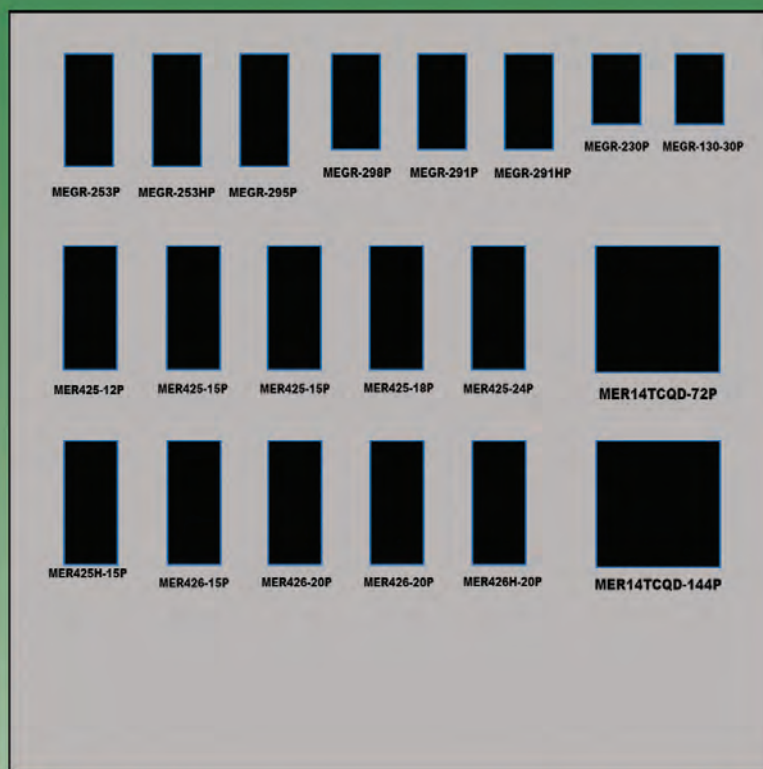 MEGR-253P MEGR-253HP MEGR-295P MEGR-298P MEGR-291P MEGR-291HP MEGR-230P MEGR-130-30P
MER425-12P MER425-15P MER425-15P MER425-18P MER425-24P MER14TCQD-72P
MER425H-15P MER426-15P MER426-20P MER426-20P MER426H-20P MER14TCQD-144P